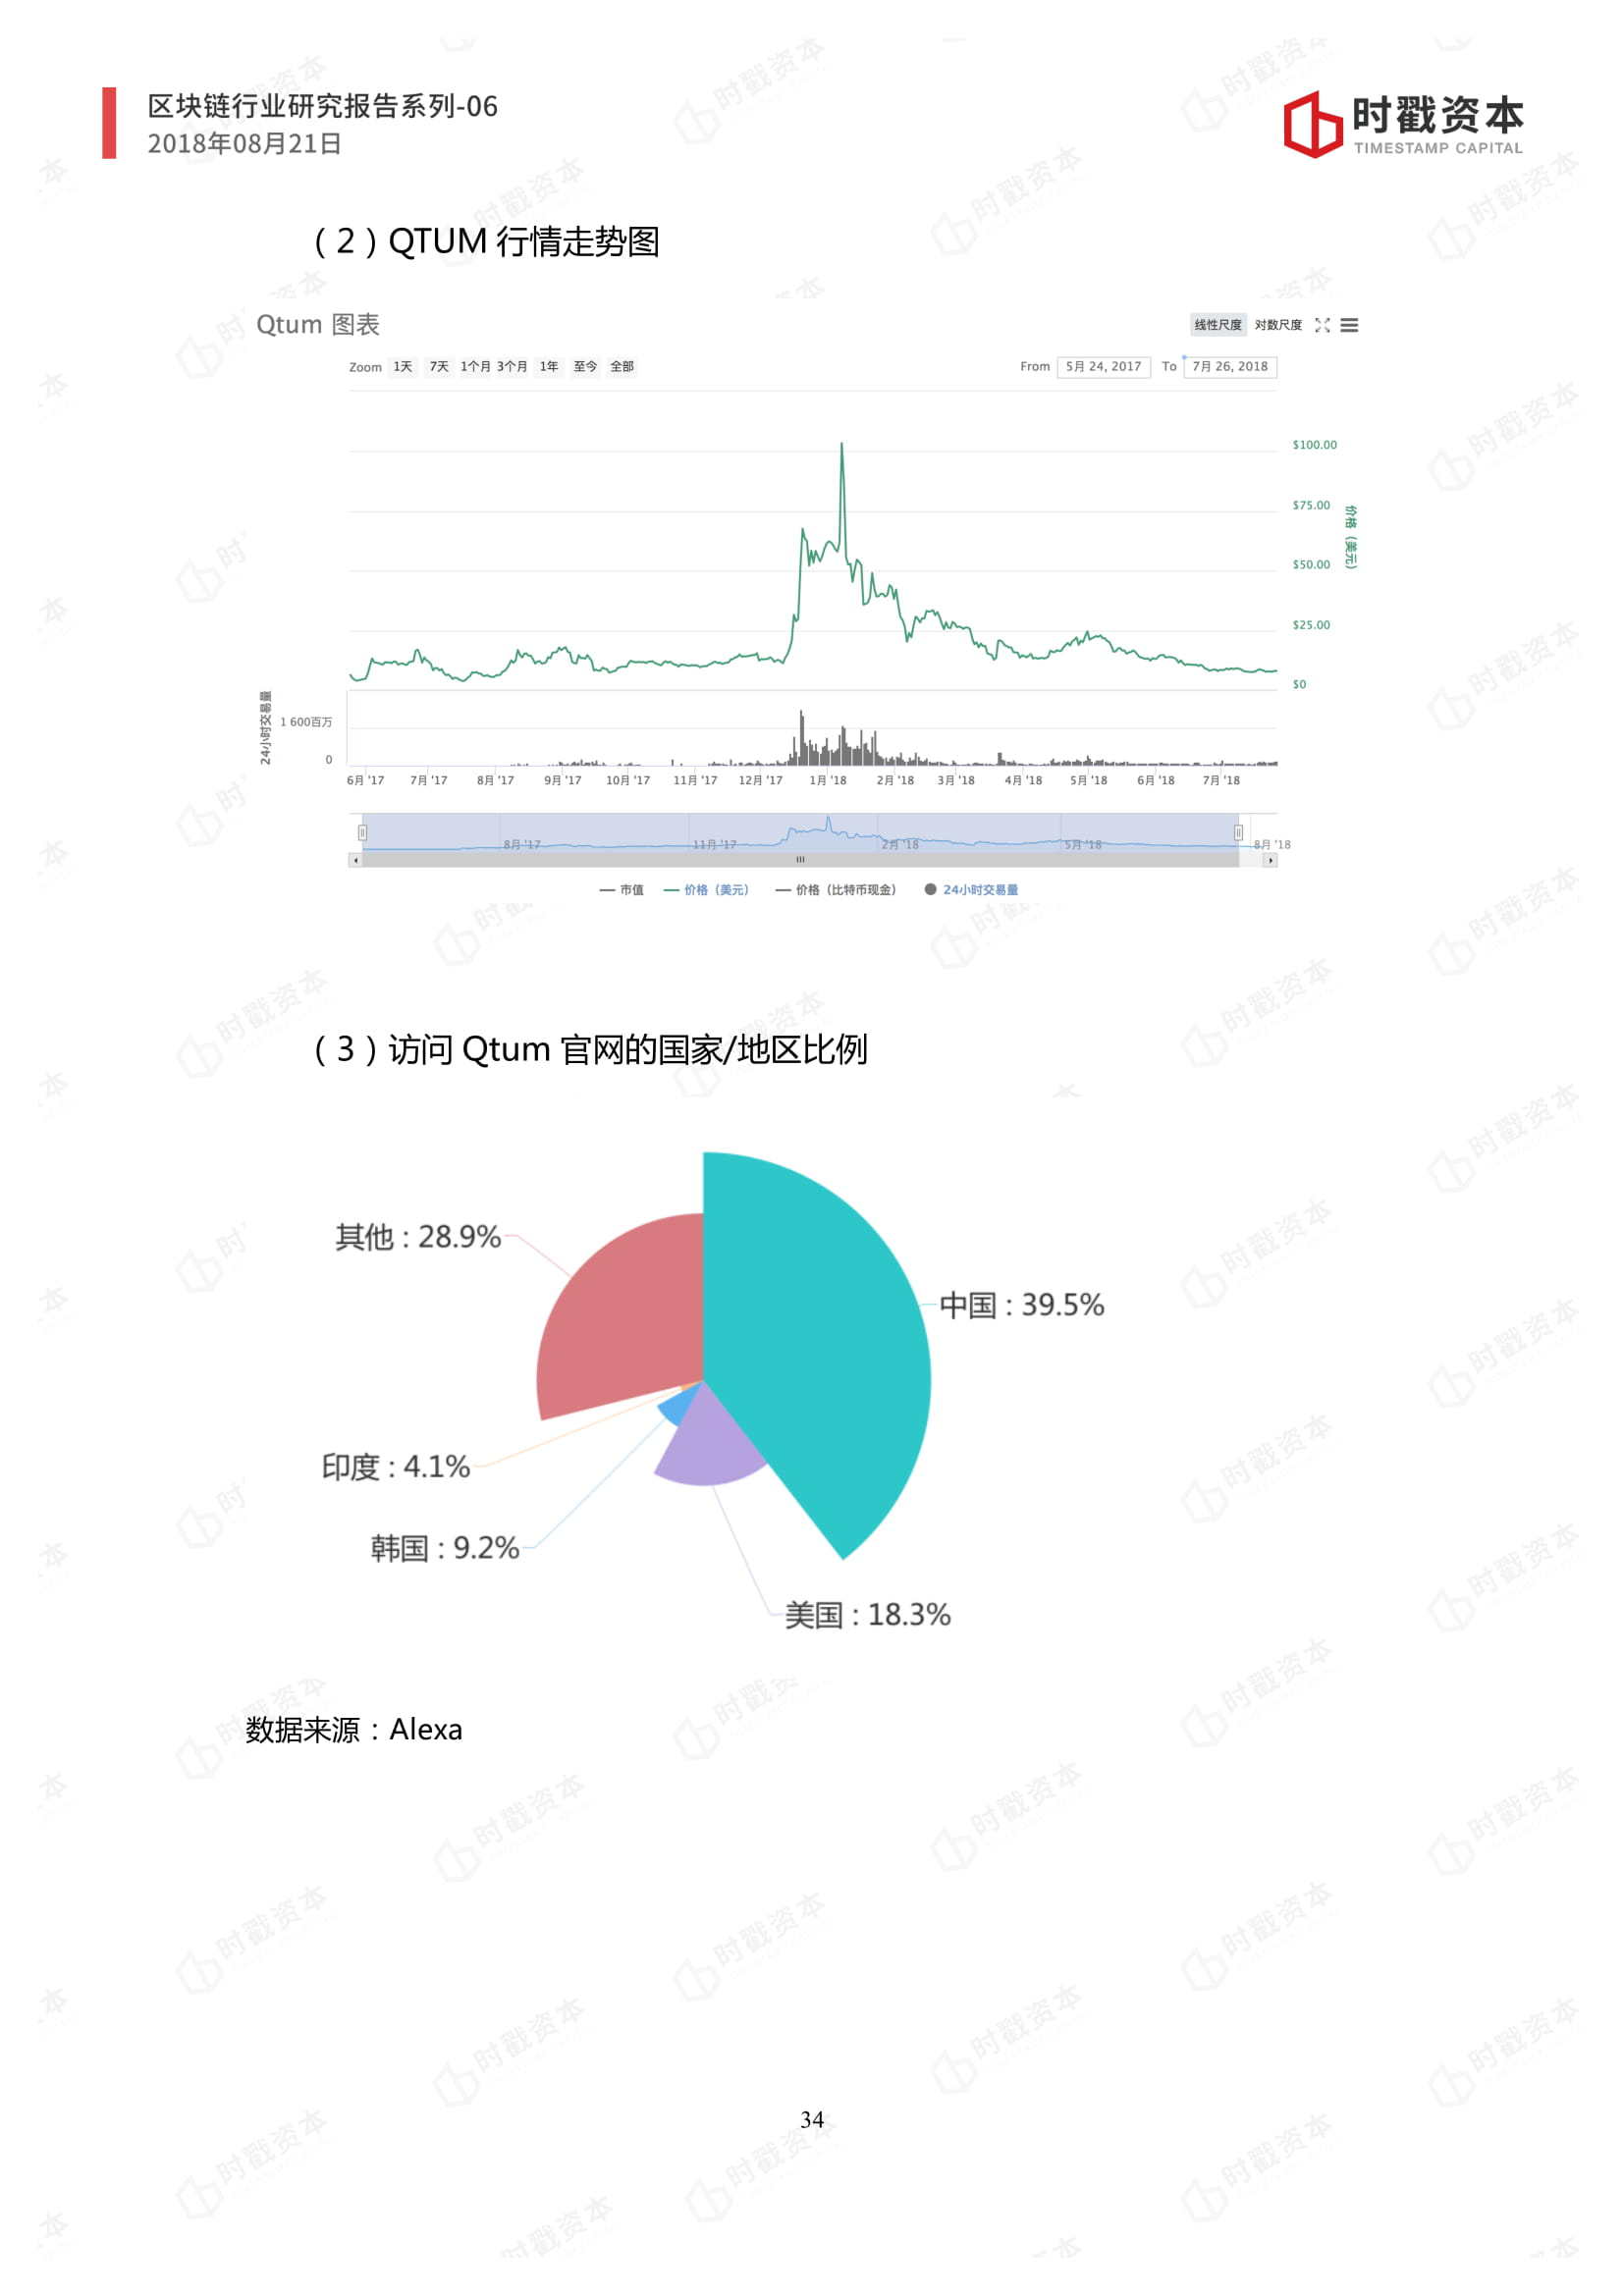 区块链行业研究报告系列-06
2018年08月21日
时戳资本
TIMESTAMP CAPITAL
（2）QTUM 行情走势图
Qtum 图表
线性尺度 对数尺度
Zoom 1天 7天 1个月 3个月 1年 至今 全部
From 5月 24, 2017 To 7月 26, 2018
$100.00
$75.00
$50.00
$25.00
$0
价格（美元）
24小时交易量
1 600百万
0
6月 '17 7月 '17 8月 '17 9月 '17 10月 '17 11月 '17 12月 '17 1月 '18 2月 '18 3月 '18 4月 '18 5月 '18 6月 '18 7月 '18
8月 '17 11月 '17 2月 '18 5月 '18 8月 '18
市值 价格（美元） 价格（比特币现金） 24小时交易量
（3）访问 Qtum 官网的国家/地区比例
其他 : 28.9%
中国 : 39.5%
印度 : 4.1%
韩国 : 9.2%
美国 : 18.3%
数据来源：Alexa
34